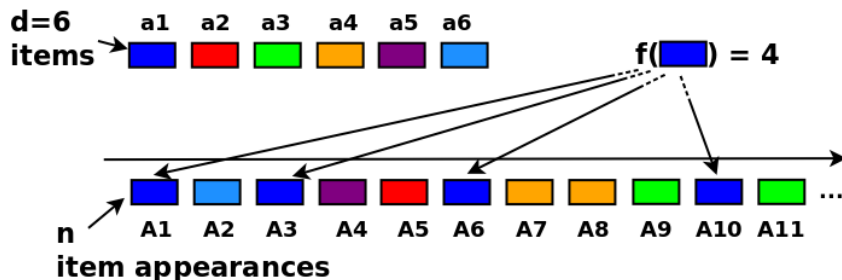 d=6
items
a1 a2 a3 a4 a5 a6
f( ) = 4
A1 A2 A3 A4 A5 A6 A7 A8 A9 A10 A11 ...
n
item appearances